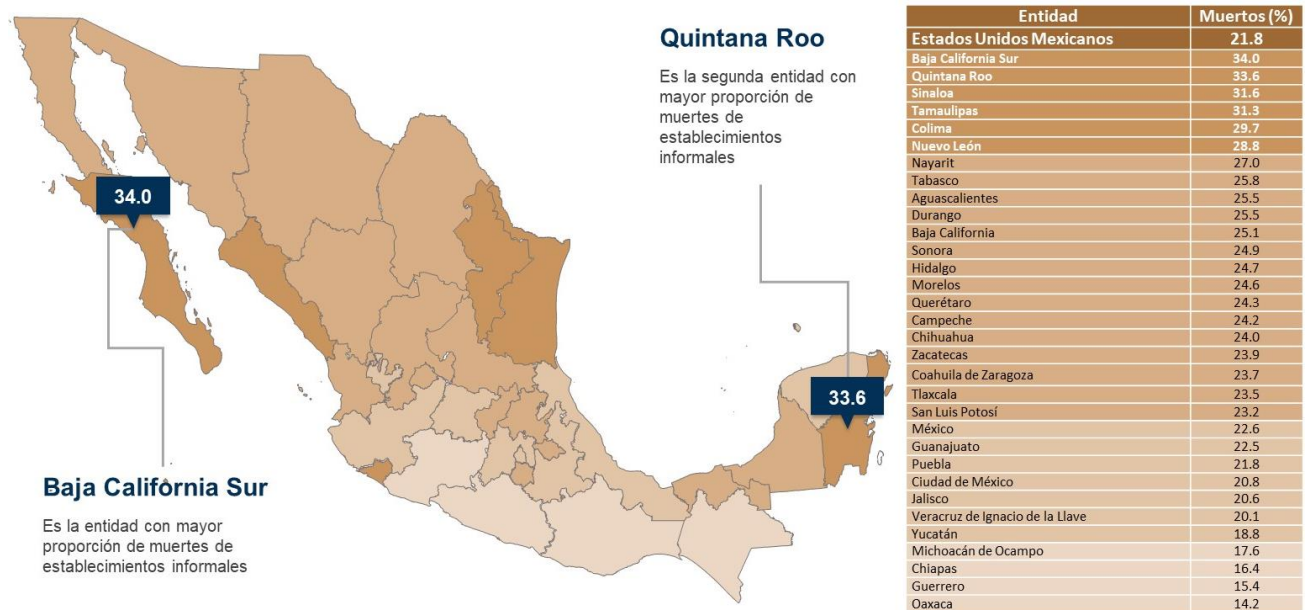 Quintana Roo
Es la segunda entidad con
mayor proporción de
muertes de
establecimientos
informales
34.0
33.6
Baja California Sur
Es la entidad con mayor
proporción de muertes de
establecimientos informales
Entidad Muertos (%)
Estados Unidos Mexicanos 21.8
Baja California Sur 34.0
Quintana Roo 33.6
Sinaloa 31.6
Tamaulipas 31.3
Colima 29.7
Nuevo León 28.8
Nayarit 27.0
Tabasco 25.8
Aguascalientes 25.5
Durango 25.5
Baja California 25.1
Sonora 24.9
Hidalgo 24.7
Morelos 24.6
Querétaro 24.3
Campeche 24.2
Chihuahua 24.0
Zacatecas 23.9
Coahuila de Zaragoza 23.7
Tlaxcala 23.5
San Luis Potosí 23.2
México 22.6
Guanajuato 22.5
Puebla 21.8
Ciudad de México 20.8
Jalisco 20.6
Veracruz de Ignacio de la Llave 20.1
Yucatán 18.8
Michoacán de Ocampo 17.6
Chiapas 16.4
Guerrero 15.4
Oaxaca 14.2